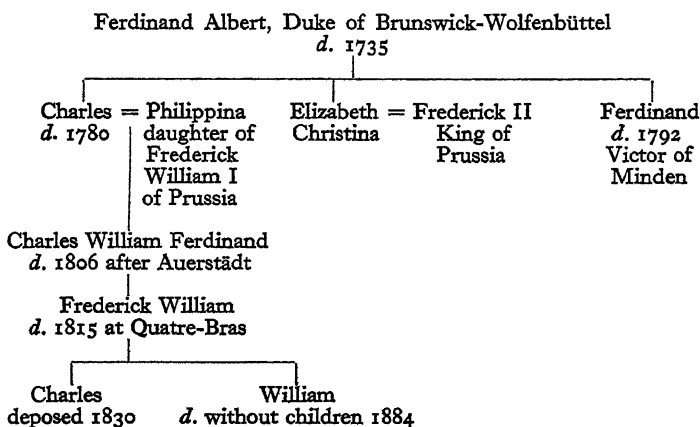 Ferdinand Albert, Duke of Brunswick-Wolfenbüttel
d. 1735
Charles = Philippina
d. 1780 daughter of
Frederick
William I
of Prussia
Elizabeth = Frederick II
Christina King of
Prussia
Ferdinand
d. 1792
Victor of
Minden
Charles William Ferdinand
d. 1806 after Auerstädt
Frederick William
d. 1815 at Quatre-Bras
Charles
deposed 1830
William
d. without children 1884